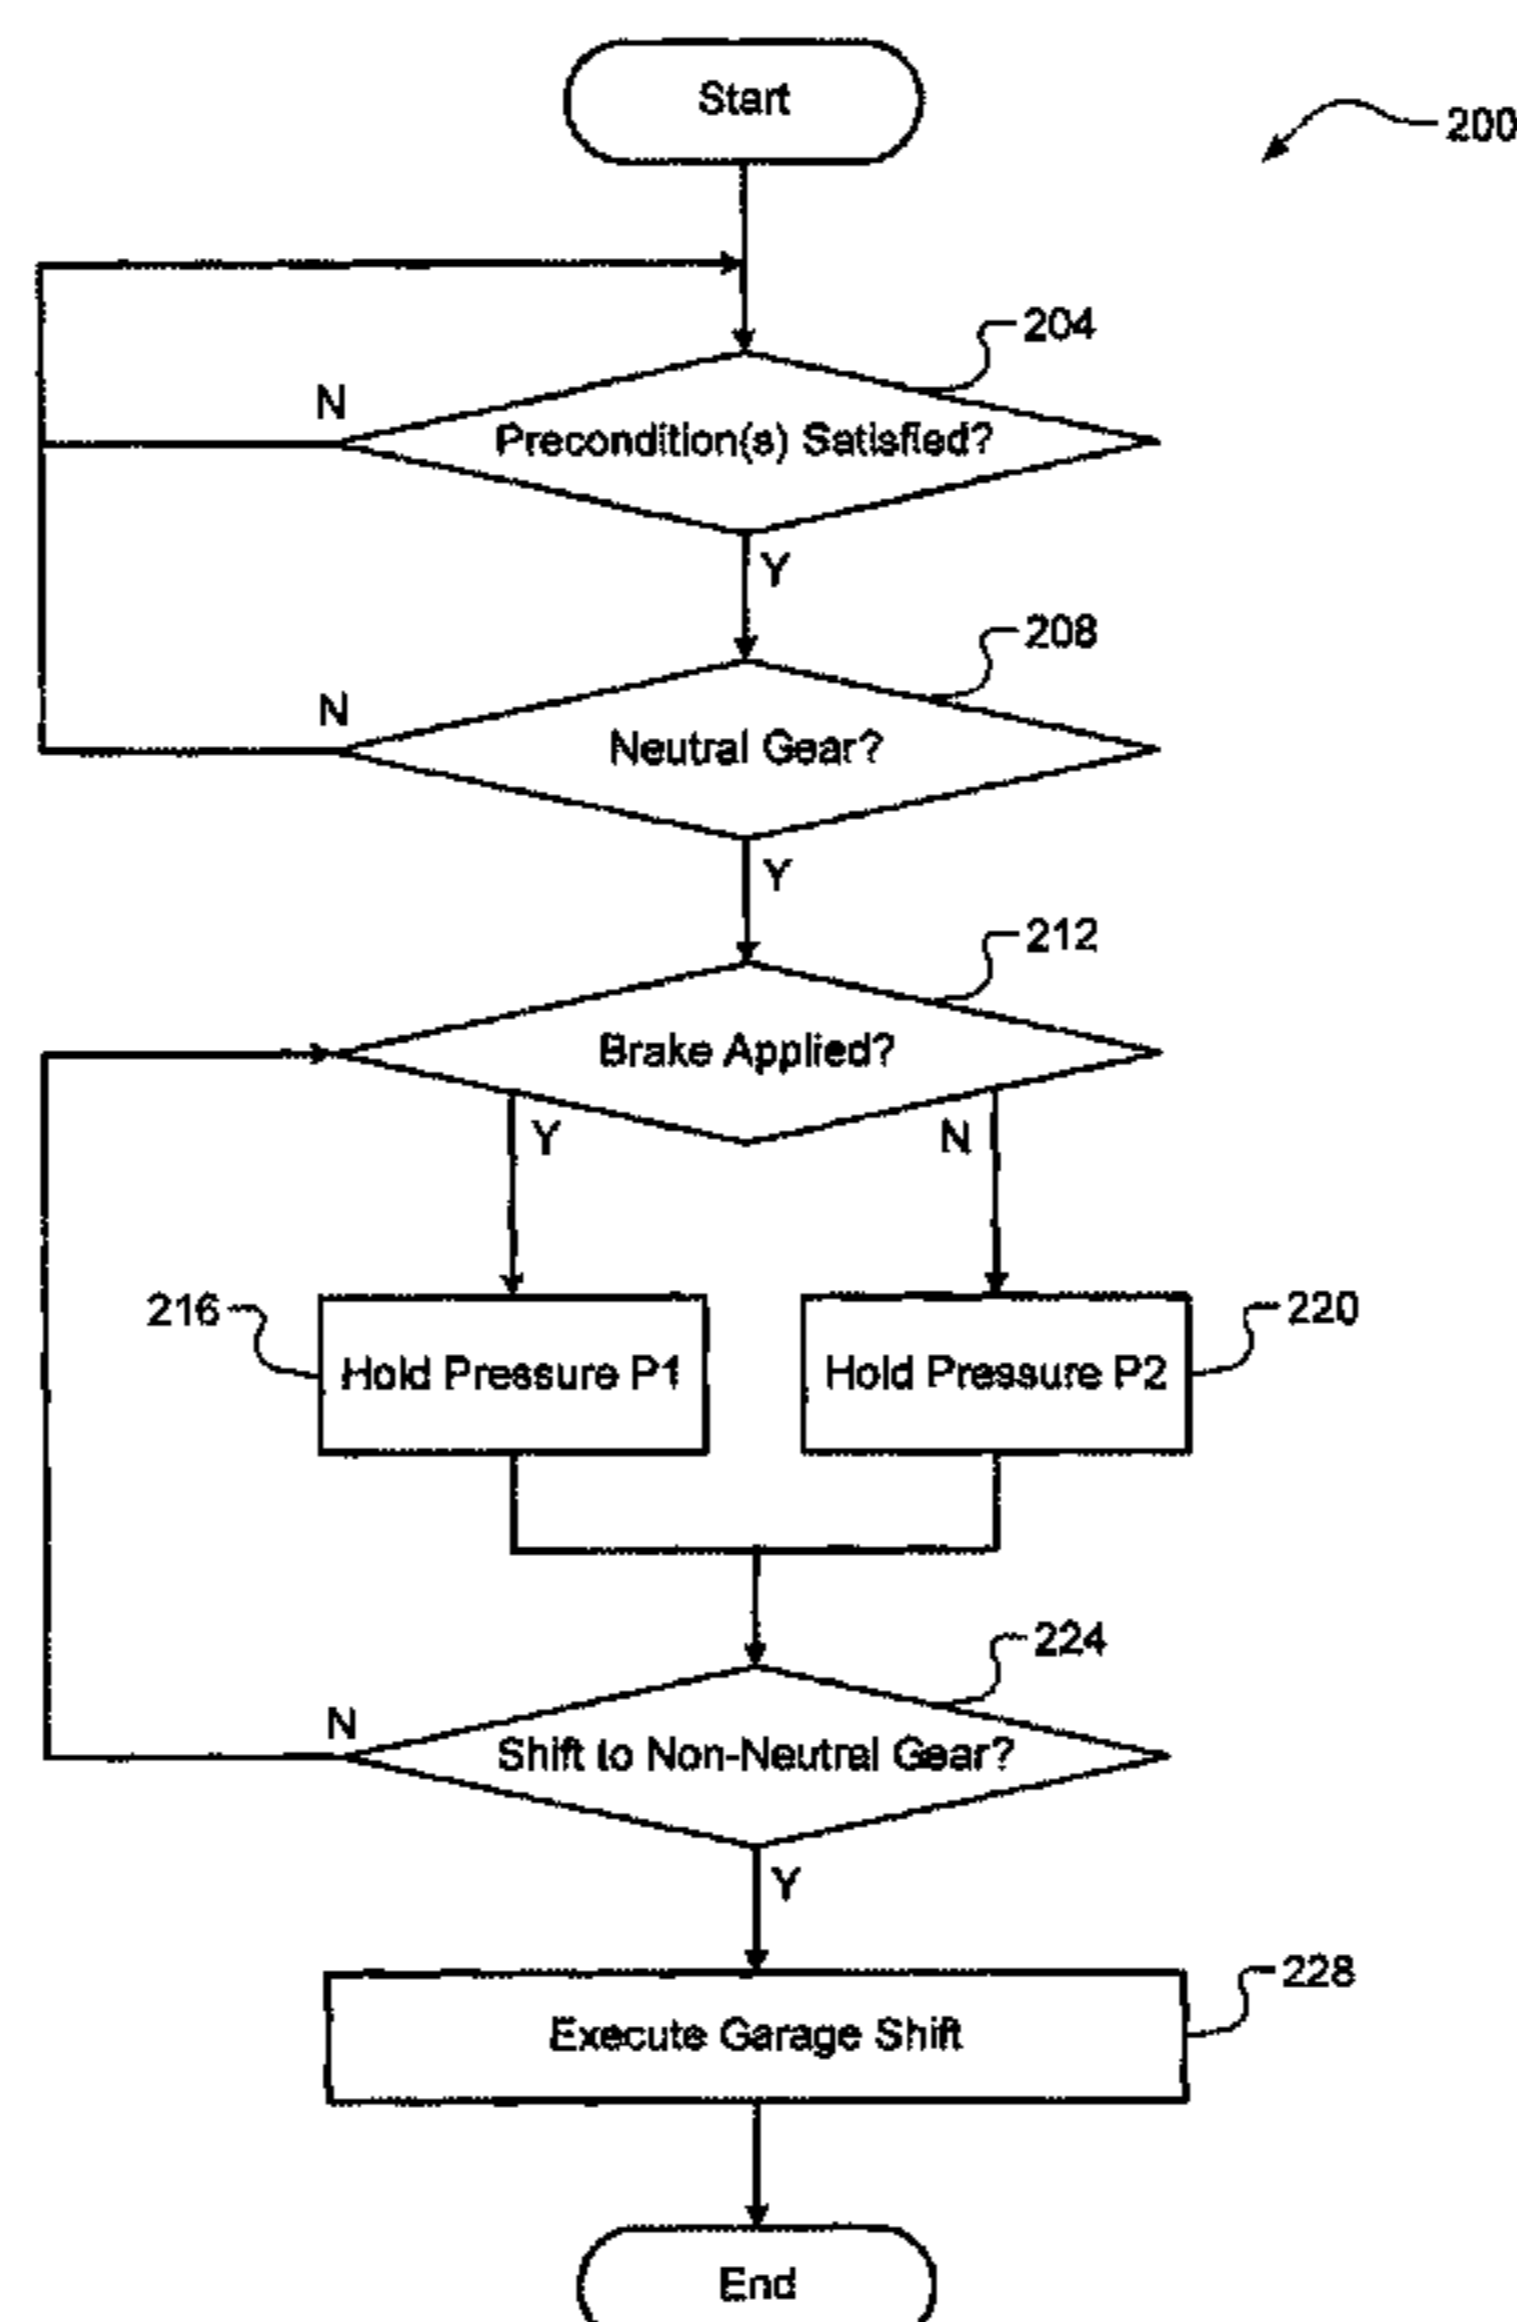 Start
200
204
N
Precondition(s) Satisfied?
Y
208
N
Neutral Gear?
Y
212
Brake Applied?
Y
N
216
Hold Pressure P1
Hold Pressure P2
220
224
N
Shift to Non-Neutral Gear?
Y
228
Execute Garage Shift
End